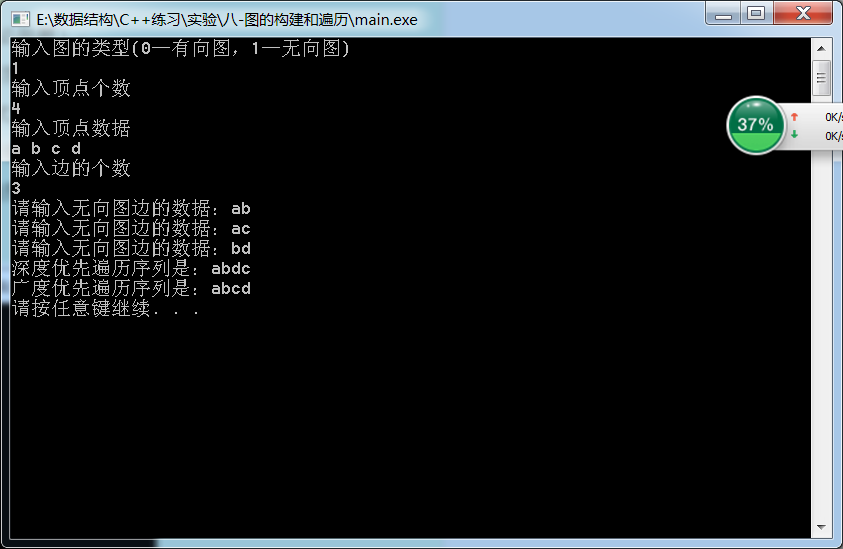 E:\数据结构\C++练习\实验\八-图的构建和遍历\main.exe
输入图的类型(0—有向图，1—无向图)
1
输入顶点个数
4
输入顶点数据
a b c d
输入边的个数
3
请输入无向图边的数据：ab
请输入无向图边的数据：ac
请输入无向图边的数据：bd
深度优先遍历序列是：abdc
广度优先遍历序列是：abcd
请按任意键继续. . .
37%
0K/s
0K/s